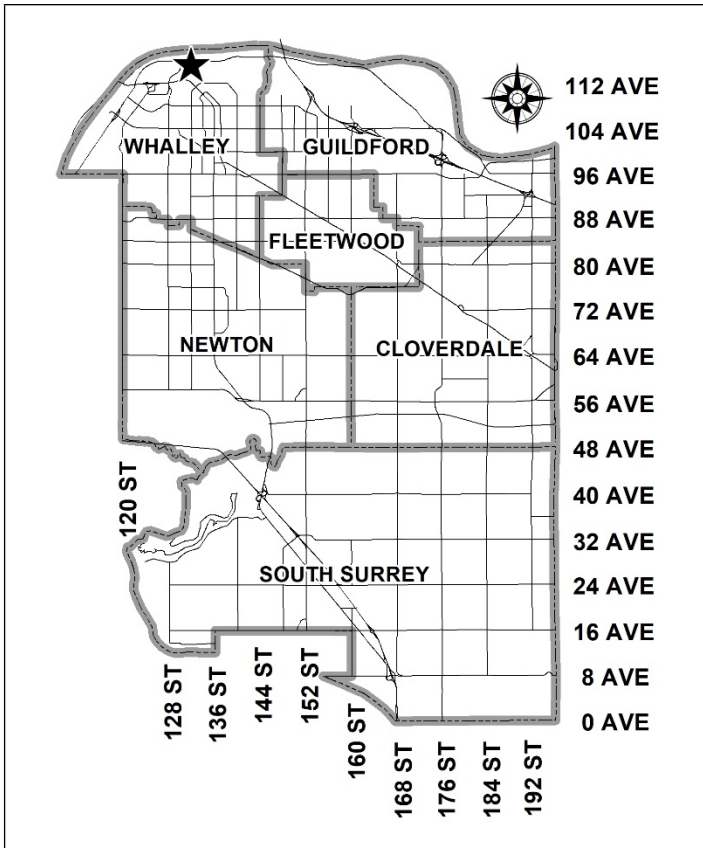 112 AVE
104 AVE
WHALLEY
GUILDFORD
96 AVE
88 AVE
FLEETWOOD
80 AVE
72 AVE
NEWTON
CLOVERDALE
64 AVE
56 AVE
48 AVE
120 ST
40 AVE
32 AVE
SOUTH SURREY
24 AVE
16 AVE
8 AVE
0 AVE
128 ST
136 ST
144 ST
152 ST
160 ST
168 ST
176 ST
184 ST
192 ST